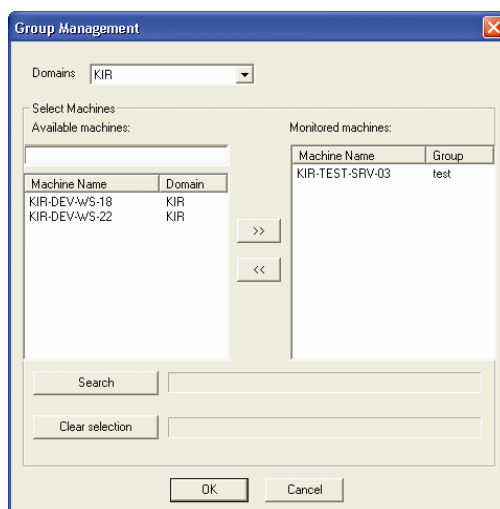 Group Management
Domains KIR
Select Machines
Available machines:
Monitored machines:
Machine Name Domain
KIR-DEV-WS-18 KIR
KIR-DEV-WS-22 KIR
Machine Name Group
KIR-TEST-SRV-03 test
>>
<<
Search
Clear selection
OK Cancel